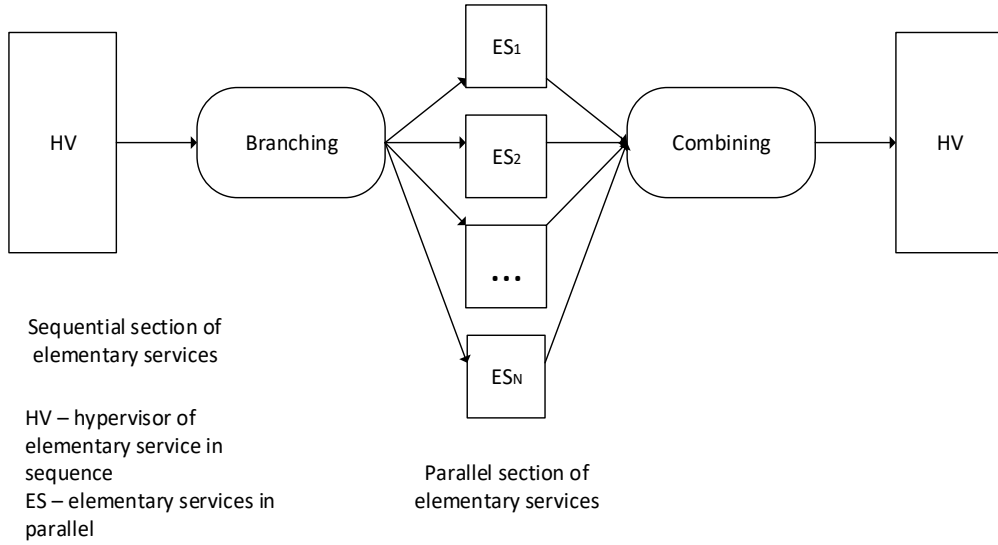 HV
Branching
ES1
ES2
...
ESN
Combining
HV
Sequential section of
elementary services
HV – hypervisor of
elementary service in
sequence
ES – elementary services in
parallel
Parallel section of
elementary services